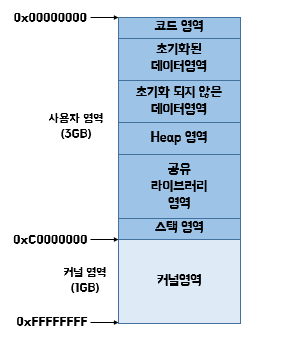 0x00000000
코드 영역
초기화된
데이터영역
초기화 되지 않은
데이터영역
사용자 영역
(3GB)
Heap 영역
공유
라이브러리
영역
스택 영역
0xC0000000
커널 영역
(1GB)
커널영역
0xFFFFFFFF